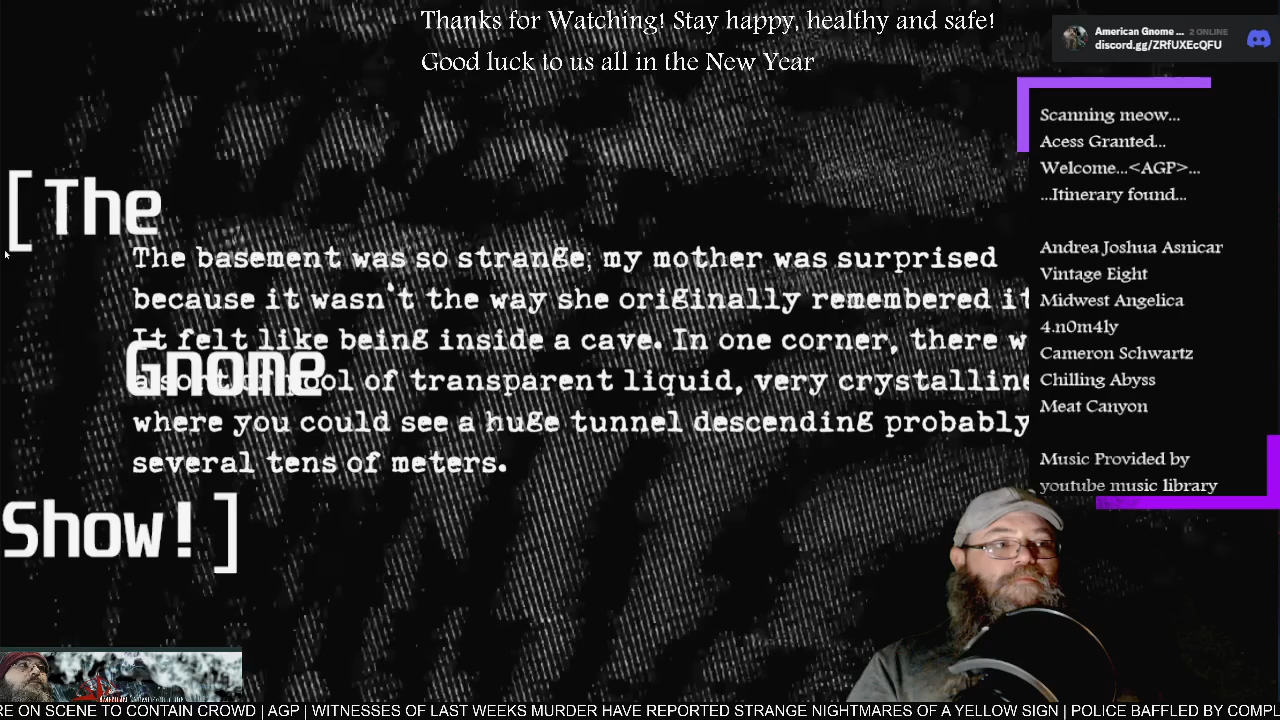 Thanks for Watching! Stay happy, healthy and safe!
Good luck to us all in the New Year
American Gnome ... 2 ONLINE
discord.gg/ZRfUXEcQFU
Scanning meow...
Acess Granted...
Welcome...<AGP>...
...Itinerary found...
Andrea Joshua Asnicar
Vintage Eight
Midwest Angelica
4.n0m4ly
Cameron Schwartz
Chilling Abyss
Meat Canyon
Music Provided by
youtube music library
[The
Gnome
Show!]
The basement was so strange; my mother was surprised
because it wasn't the way she originally remembered it
It felt like being inside a cave. In one corner, there w
a sort of pool of transparent liquid, very crystalline
where you could see a huge tunnel descending probably
several tens of meters.
RE ON SCENE TO CONTAIN CROWD | AGP | WITNESSES OF LAST WEEKS MURDER HAVE REPORTED STRANGE NIGHTMARES OF A YELLOW SIGN | POLICE BAFFLED BY COMPL